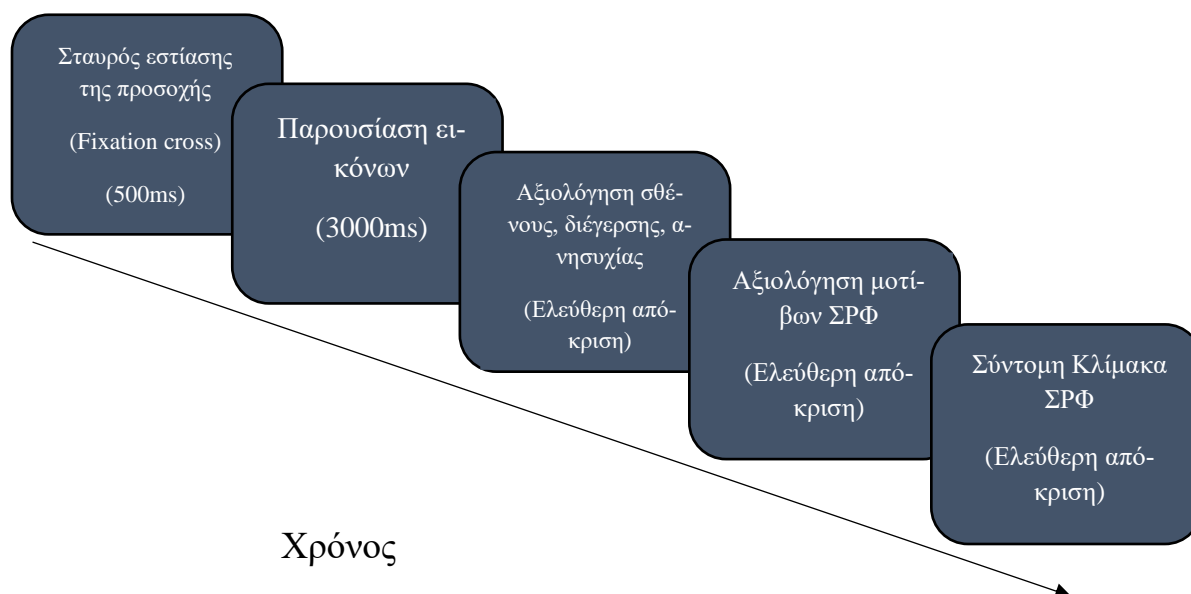 Σταυρός εστίασης
της προσοχής
(Fixation cross)
(500ms)
Παρουσίαση ει-
κόνων
(3000ms)
Αξιολόγηση σθέ-
νους, διέγερσης, α-
νησυχίας
(Ελεύθερη από-
κριση)
Αξιολόγηση μοτί-
βων ΣΡΦ
(Ελεύθερη από-
κριση)
Σύντομη Κλίμακα
ΣΡΦ
(Ελεύθερη από-
κριση)
Χρόνος